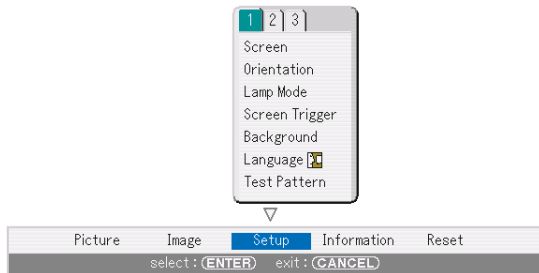 1 2 3
Screen
Orientation
Lamp Mode
Screen Trigger
Background
Language
Test Pattern
Picture Image Setup Information Reset
select : (ENTER) exit : (CANCEL)